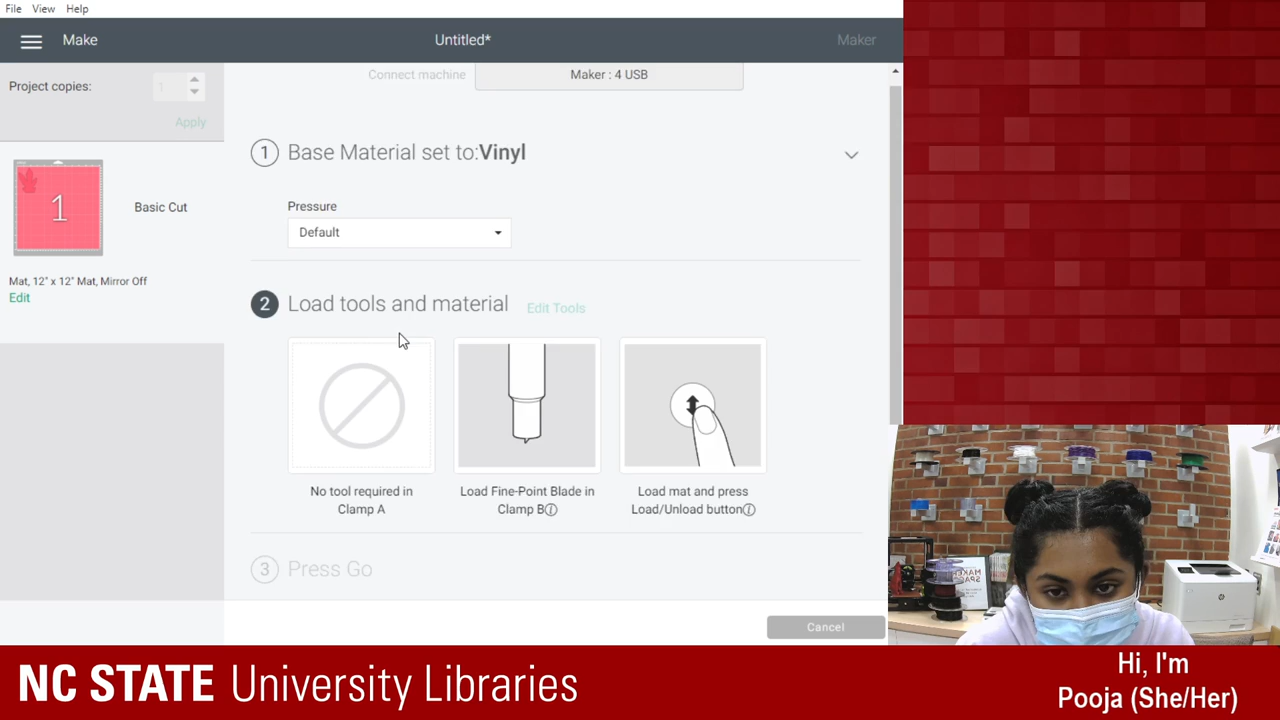 File View Help
Make
Untitled*
Maker
Project copies:
1
Apply
Connect machine
Maker : 4 USB
1 Base Material set to:Vinyl
Pressure
Default
1
Basic Cut
Mat, 12" x 12" Mat, Mirror Off
Edit
2 Load tools and material
Edit Tools
No tool required in
Clamp A
Load Fine-Point Blade in
Clamp B
Load mat and press
Load/Unload button
3 Press Go
Cancel
MAKER
SPACE
NC STATE University Libraries
Hi, I'm
Pooja (She/Her)